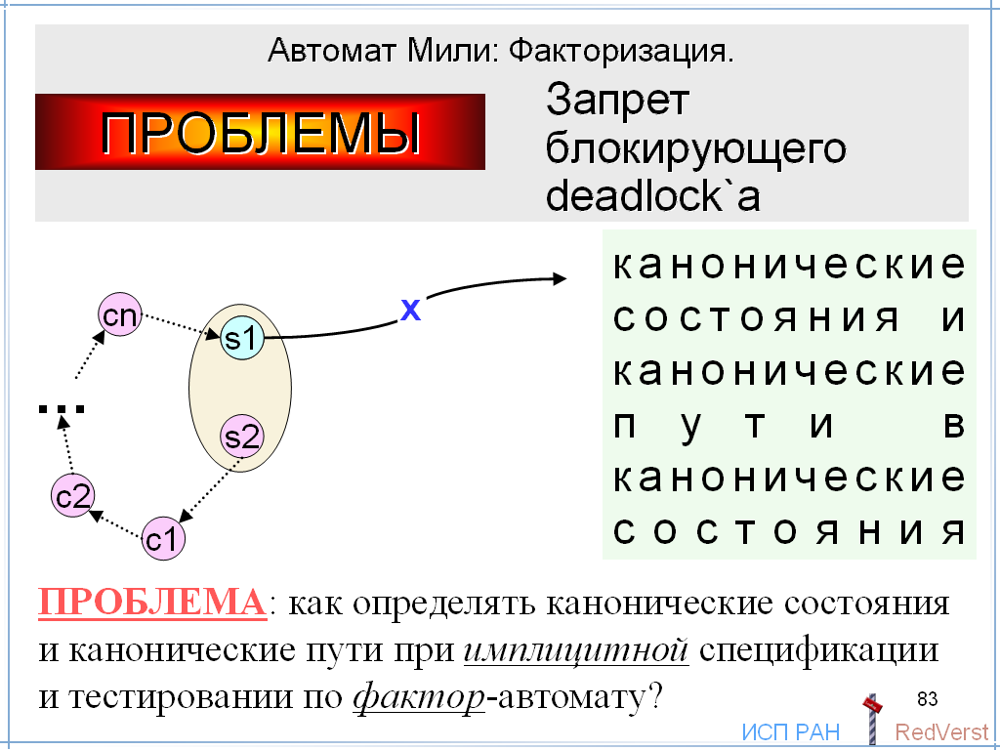 Автомат Мили: Факторизация.
ПРОБЛЕМЫ
Запрет
блокирующего
deadlock`а
канонические
состояния и
канонические
пути в
канонические
состояния
cn
s1
x
...
s2
c2
c1
ПРОБЛЕМА: как определять канонические состояния
и канонические пути при имплицитной спецификации
и тестировании по фактор-автомату?
83
ИСП РАН
RedVerst